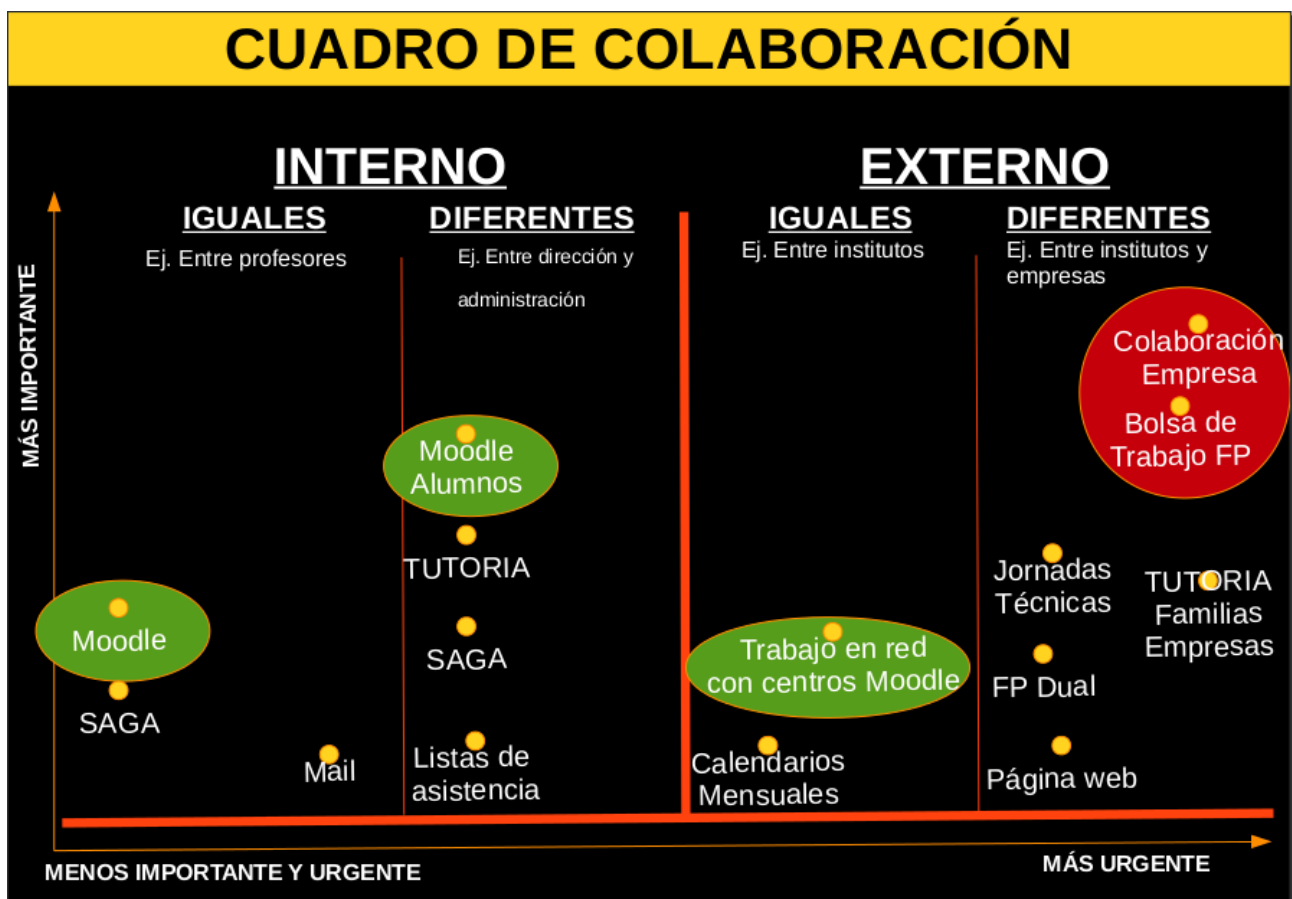 CUADRO DE COLABORACIÓN
INTERNO
EXTERNO
IGUALES
DIFERENTES
IGUALES
DIFERENTES
Ej. Entre profesores
Ej. Entre dirección y
administración
Ej. Entre institutos
Ej. Entre institutos y
empresas
MÁS IMPORTANTE
Colaboración
Empresa
Bolsa de
Trabajo FP
Moodle
Alumnos
TUTORIA
SAGA
Listas de
asistencia
Moodle
SAGA
Mail
Trabajo en red
con centros Moodle
Calendarios
Mensuales
Jornadas
Técnicas
TUTORIA
Familias
Empresas
FP Dual
Página web
MENOS IMPORTANTE Y URGENTE
MÁS URGENTE